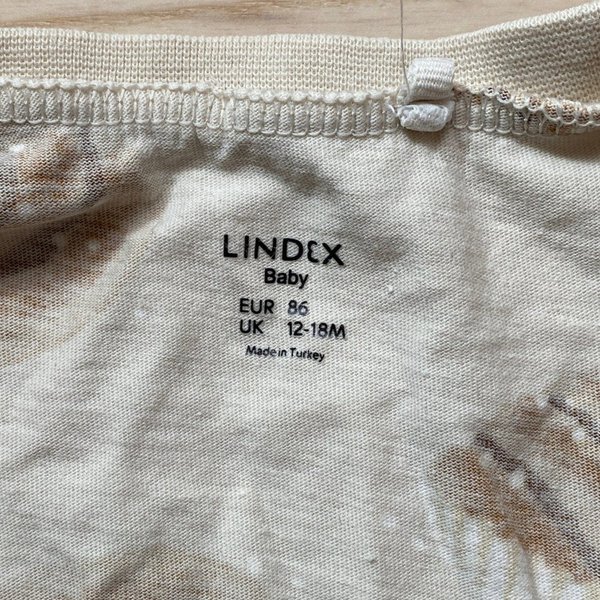 LINDEX
Baby
EUR 86
UK 12-18M
Made in Turkey